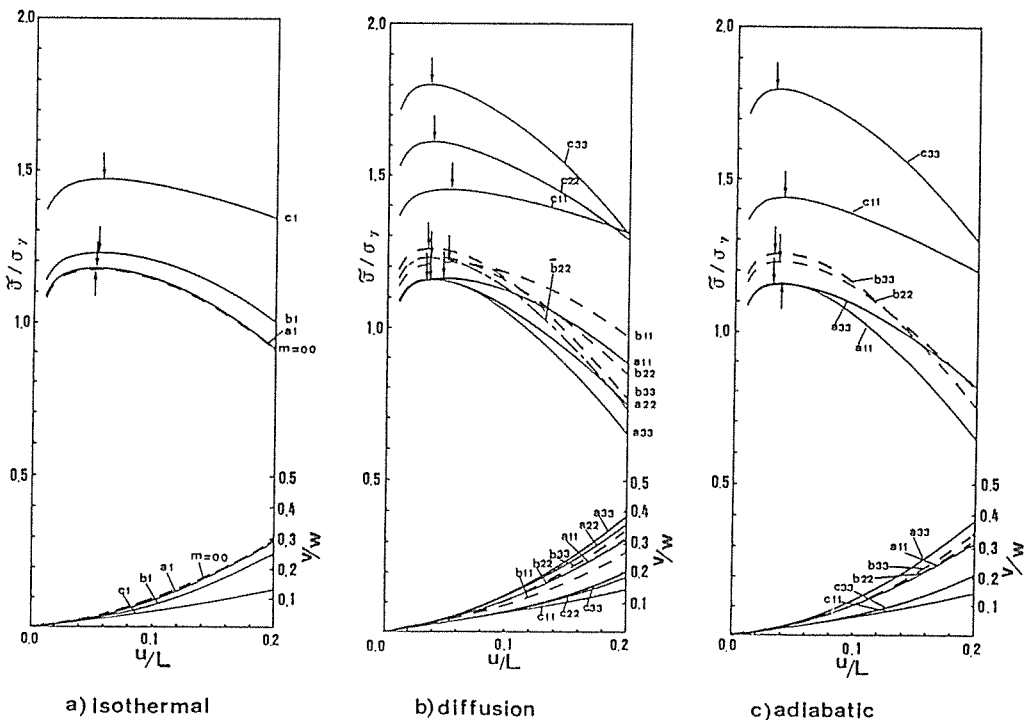 2.0
1.5
1.0
0.5
σ̃/σγ
c1
b1
a1
m=∞
0.5
0.4
0.3
0.2
0.1
v/w
c1
b1
a1
m=∞
0.0
0.1
0.2
u/L
a) isothermal
2.0
1.5
1.0
0.5
c33
c22
c11
b22
b11
a11
b22
b33
a22
a33
0.5
0.4
0.3
0.2
0.1
v/w
a33
a22
a11
b33
b22
b11
c11
c22
c33
0.0
0.1
0.2
u/L
b) diffusion
2.0
1.5
1.0
0.5
σ̃/σγ
c33
c11
b33
b22
a33
a11
0.5
0.4
0.3
0.2
0.1
v/w
a33
a11
b33
b22
c33
c11
0.0
0.1
0.2
u/L
c) adiabatic